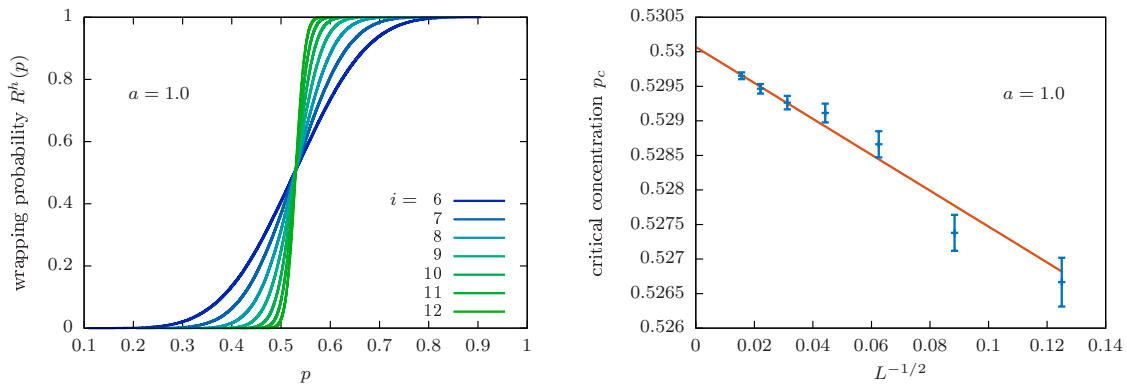 wrapping probability R^h(p)
1
0.8
0.6
0.4
0.2
0
0.1 0.2 0.3 0.4 0.5 0.6 0.7 0.8 0.9 1
p
a = 1.0
i = 6
7
8
9
10
11
12
critical concentration p_c
0.5305
0.53
0.5295
0.529
0.5285
0.528
0.5275
0.527
0.5265
0.526
0 0.02 0.04 0.06 0.08 0.1 0.12 0.14
L^{-1/2}
a = 1.0